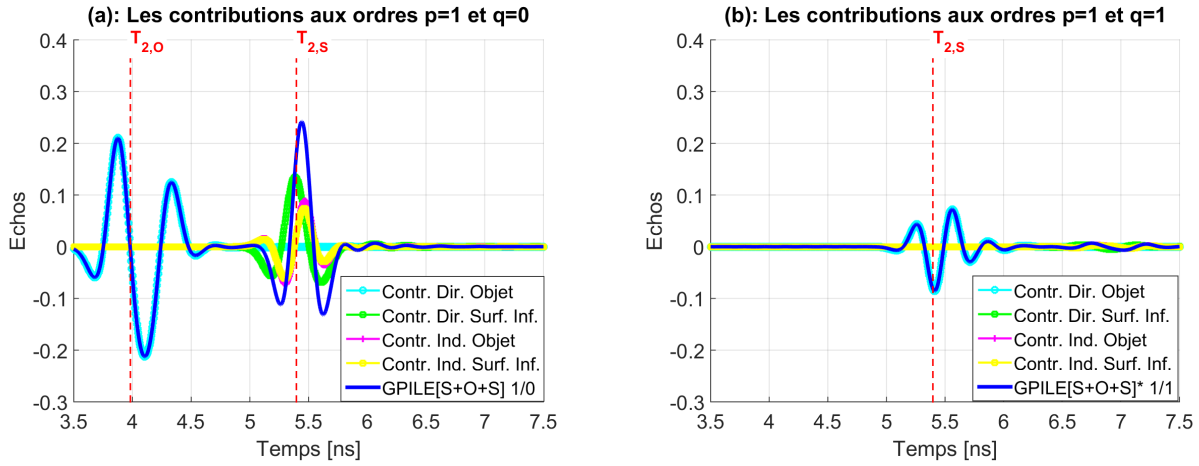 (a): Les contributions aux ordres p=1 et q=0
T2,O
T2,S
0.4
0.3
0.2
0.1
0
-0.1
-0.2
-0.3
Echos
3.5 4 4.5 5 5.5 6 6.5 7 7.5
Temps [ns]
Contr. Dir. Objet
Contr. Dir. Surf. Inf.
Contr. Ind. Objet
Contr. Ind. Surf. Inf.
GPILE[S+O+S] 1/0
(b): Les contributions aux ordres p=1 et q=1
T2,S
0.4
0.3
0.2
0.1
0
-0.1
-0.2
-0.3
Echos
3.5 4 4.5 5 5.5 6 6.5 7 7.5
Temps [ns]
Contr. Dir. Objet
Contr. Dir. Surf. Inf.
Contr. Ind. Objet
Contr. Ind. Surf. Inf.
GPILE[S+O+S]* 1/1